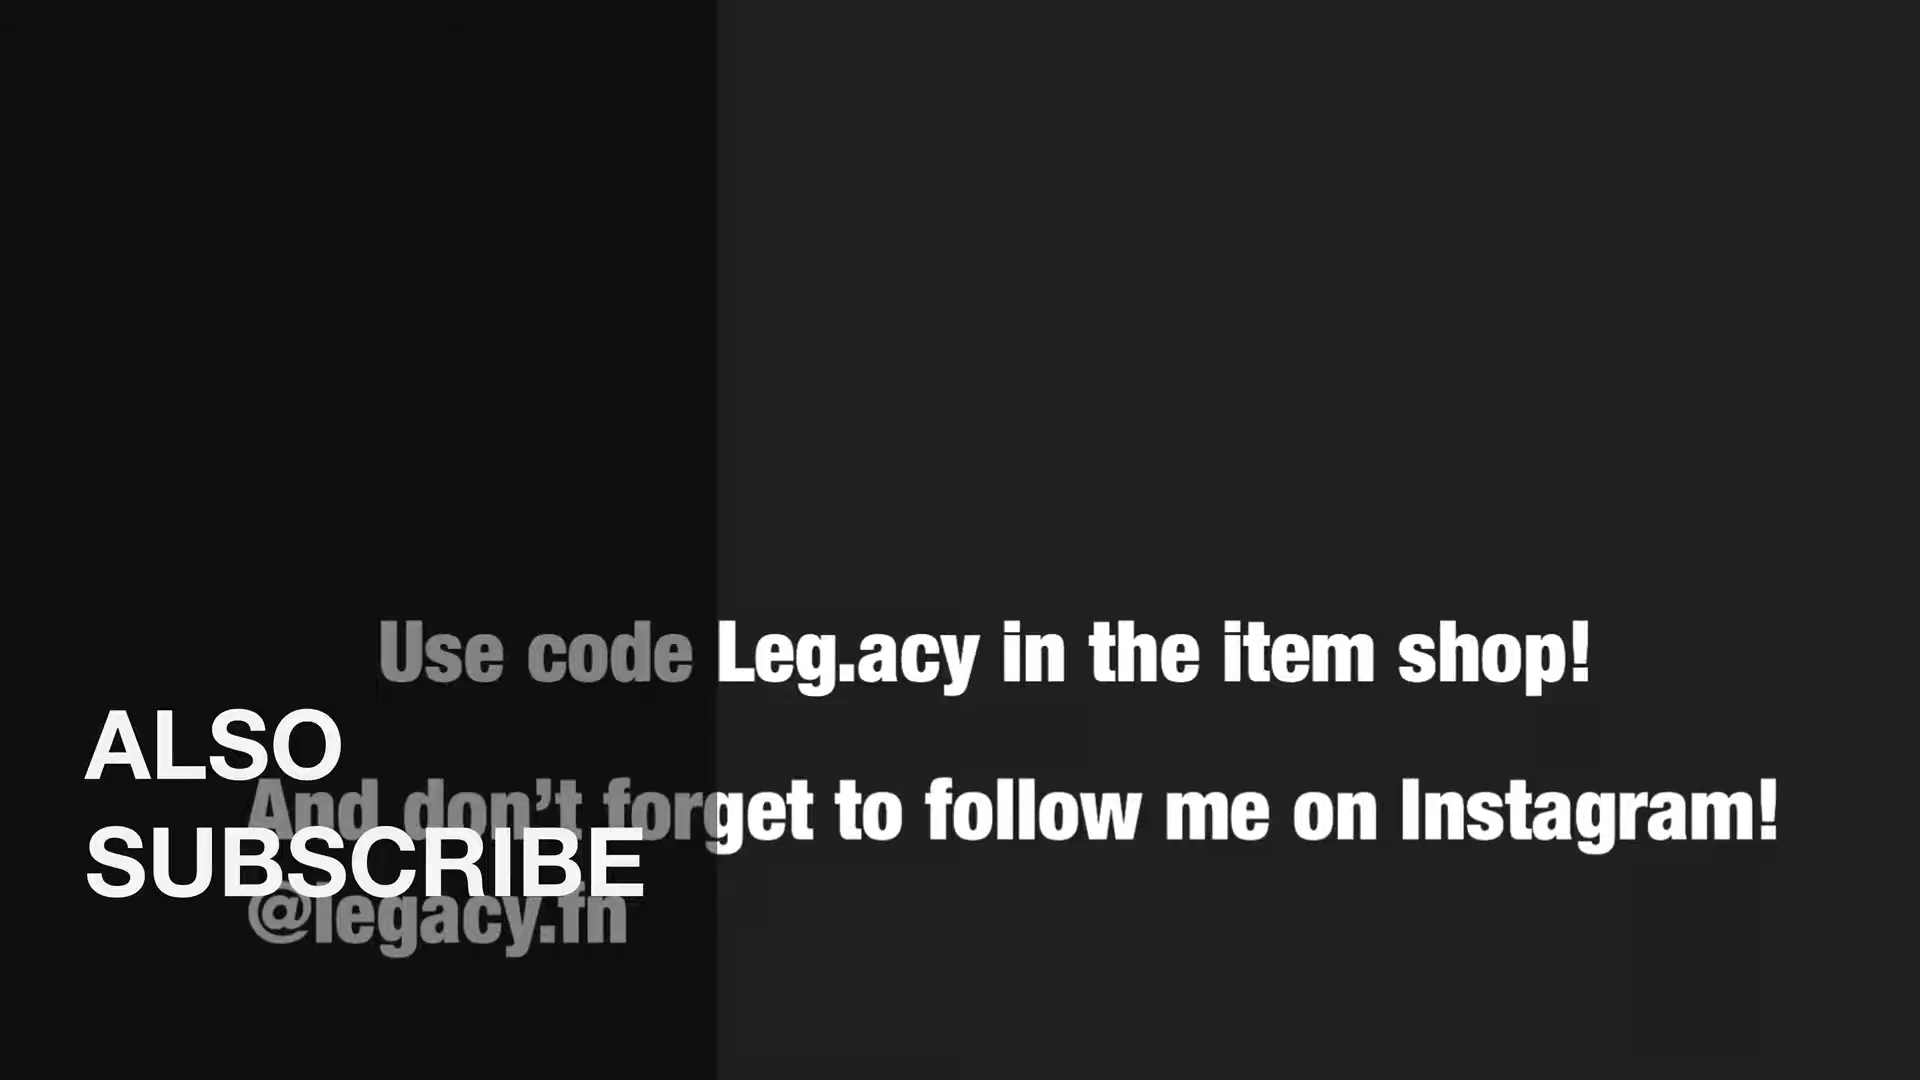 Use code Leg.acy in the item shop!
ALSO
And don't forget to follow me on Instagram!
SUBSCRIBE
@legacy.fn